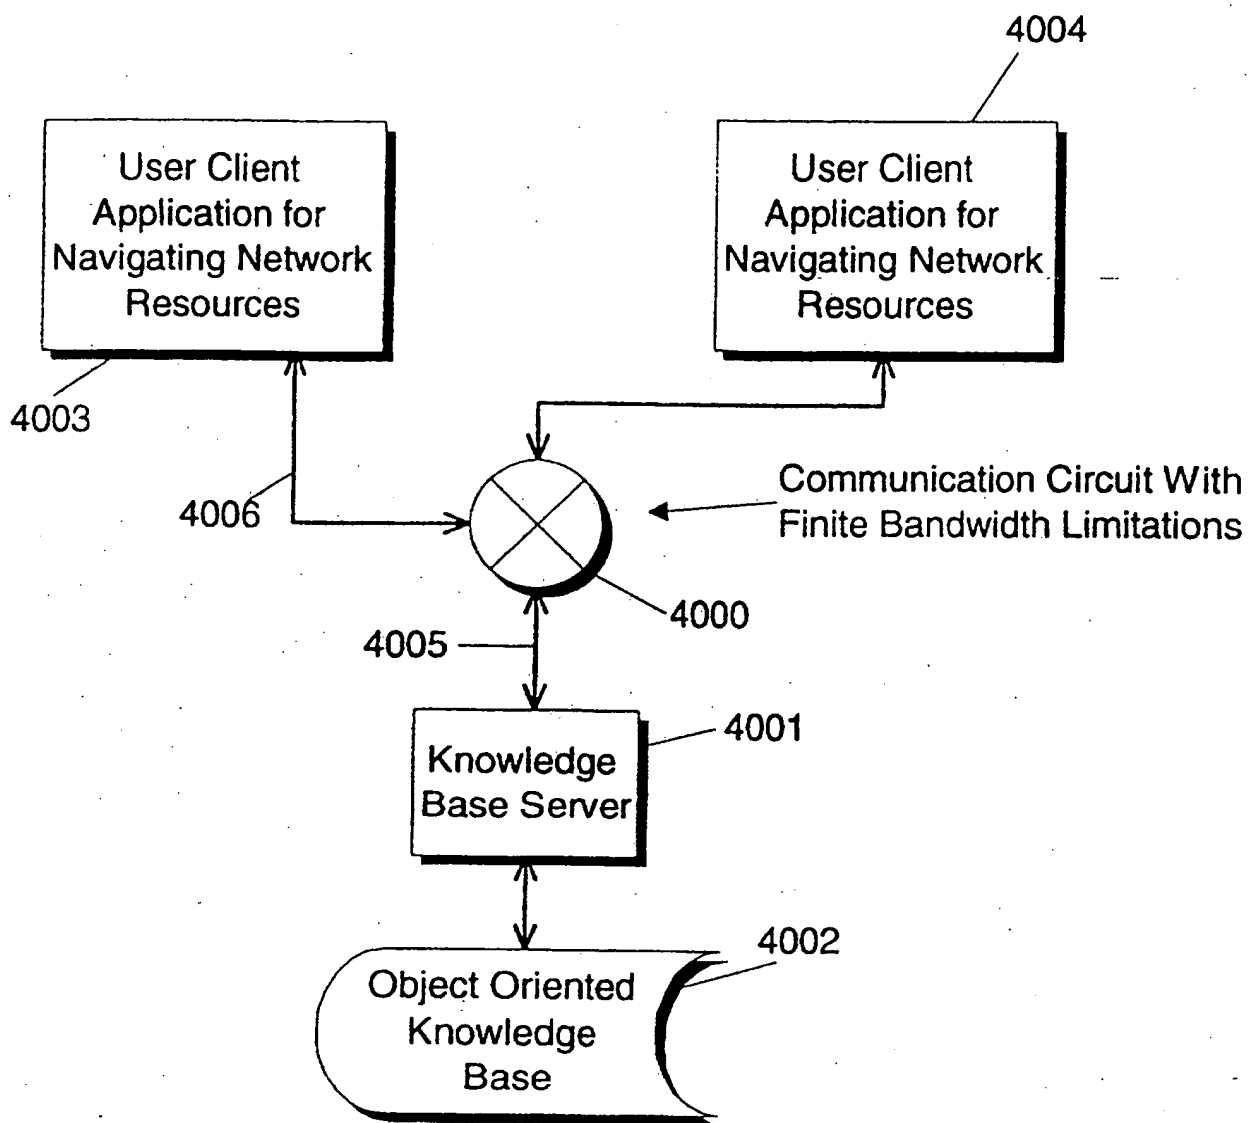 4004
User Client
Application for
Navigating Network
Resources
User Client
Application for
Navigating Network
Resources
4003
4006
Communication Circuit With
Finite Bandwidth Limitations
4000
4005
4001
Knowledge
Base Server
4002
Object Oriented
Knowledge
Base